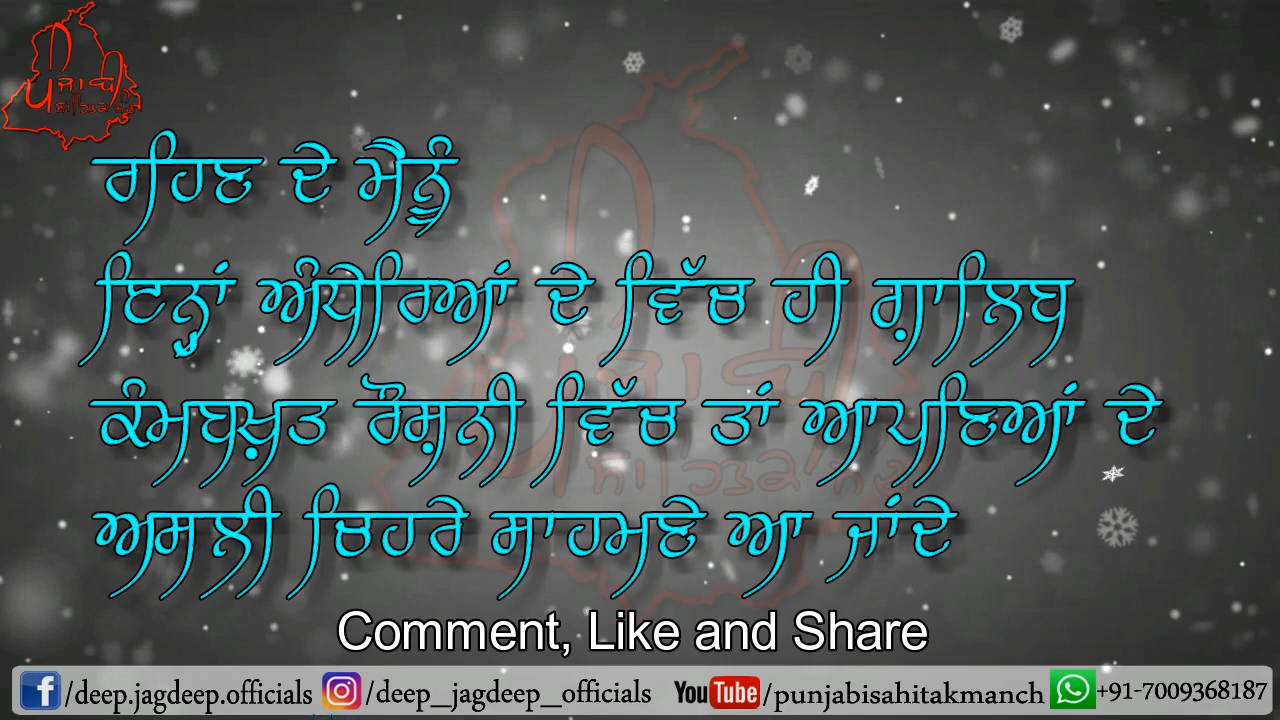 ਪੰਜਾਬੀ
ਰਹਿਣ ਦੇ ਮੈਨੂੰ
ਇਨ੍ਹਾਂ ਅੰਧੇਰਿਆਂ ਦੇ ਵਿੱਚ ਹੀ ਗ਼ਾਲਿਬ
ਕੰਮਬਖ਼ਤ ਰੌਸ਼ਨੀ ਵਿੱਚ ਤਾਂ ਆਪਣਿਆਂ ਦੇ
ਅਸਲੀ ਚਿਹਰੇ ਸਾਹਮਣੇ ਆ ਜਾਂਦੇ
Comment, Like and Share
/deep.jagdeep.officials /deep_jagdeep_officials YouTube /punjabisahitakmanch +91-7009368187